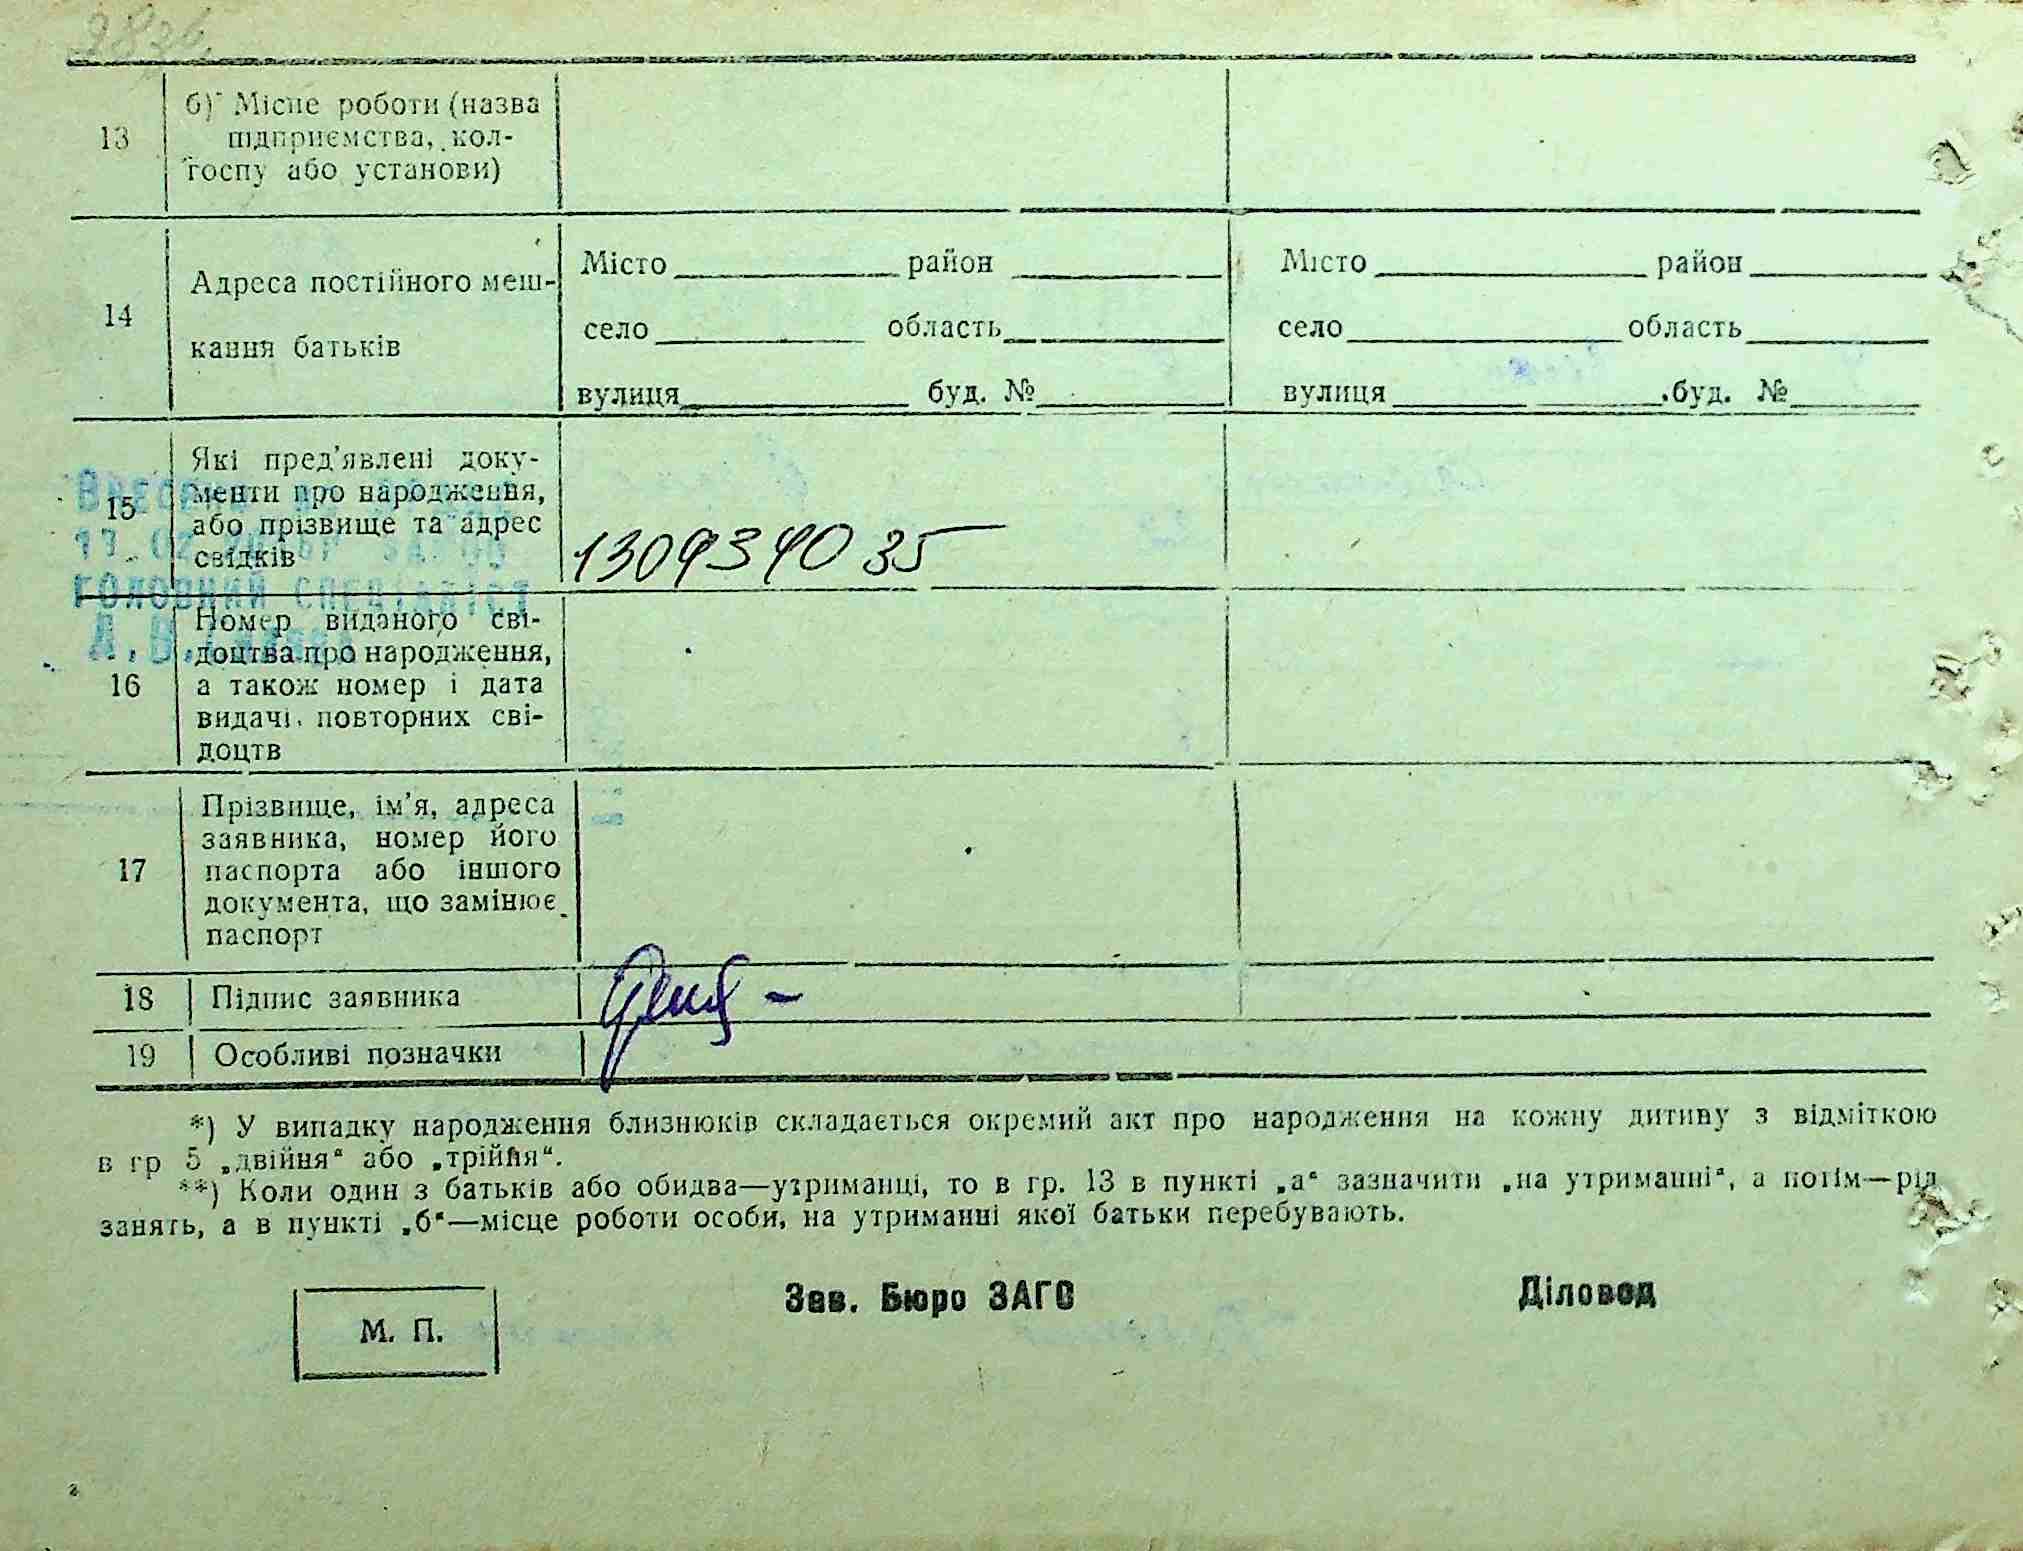 13
б) Місце роботи (назва
підприємства, кол-
госпу або установи)
14
Адреса постійного меш-
кання батьків
Місто район
село область
вулиця буд. №
Місто район
село область
вулиця буд. №
15
Які пред'явлені доку-
менти про народження,
або прізвище та адрес
свідків
130939035
ГОЛОВНИЙ СПЕЦІАЛІСТ
16
Номер виданого сві-
доцтва про народження,
а також номер і дата
видачі повторних сві-
доцтв
17
Прізвище, ім'я, адреса
заявника, номер його
паспорта або іншого
документа, що замінює
паспорт
18 Підпис заявника
19 Особливі позначки
*) У випадку народження близнюків складається окремий акт про народження на кожну дитину з відміткою
в гр 5 „двійня“ або „трійня“.
**) Коли один з батьків або обидва—утриманці, то в гр. 13 в пункті „а“ зазначити „на утриманні“, а потім—рід
занять, а в пункті „б“—місце роботи особи, на утриманні якої батьки перебувають.
М. П.
Зав. Бюро ЗАГС
Діловод